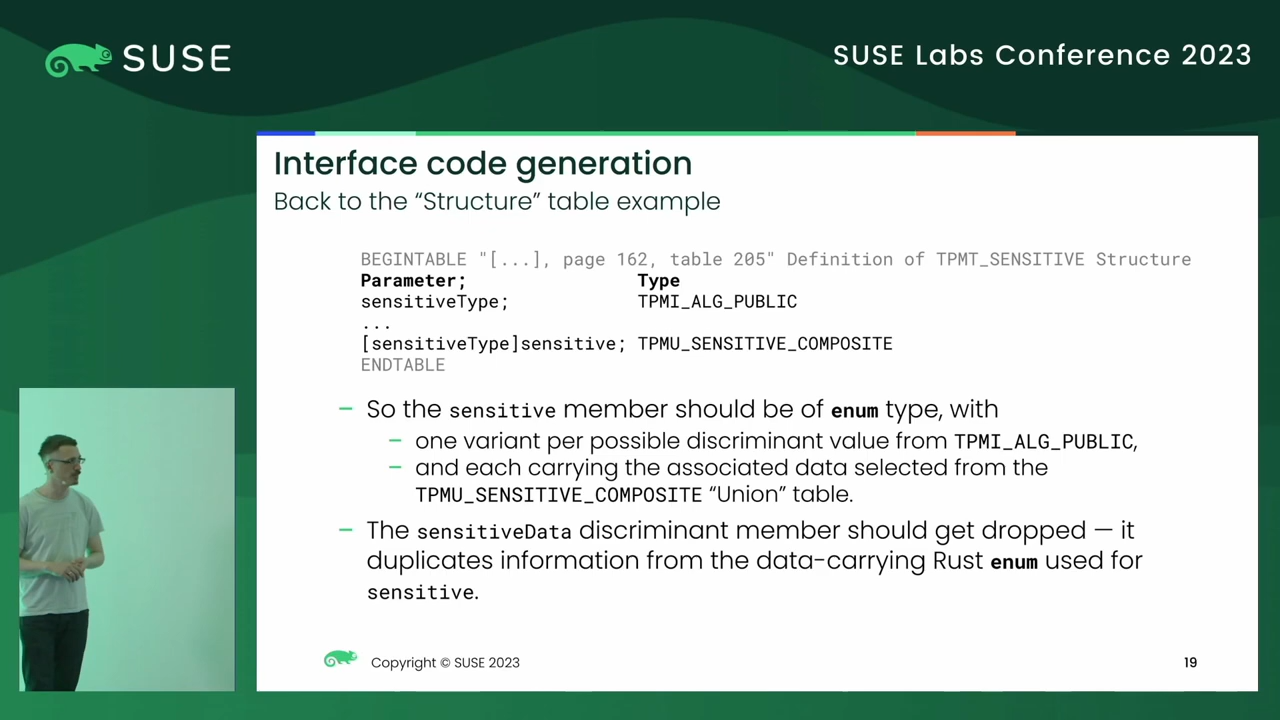 SUSE
SUSE Labs Conference 2023
Interface code generation
Back to the “Structure” table example
BEGINTABLE "[...], page 162, table 205" Definition of TPMT_SENSITIVE Structure
Parameter; Type
sensitiveType; TPMI_ALG_PUBLIC
...
[sensitiveType]sensitive; TPMU_SENSITIVE_COMPOSITE
ENDTABLE
– So the sensitive member should be of enum type, with
– one variant per possible discriminant value from TPMI_ALG_PUBLIC,
– and each carrying the associated data selected from the
TPMU_SENSITIVE_COMPOSITE “Union” table.
– The sensitiveData discriminant member should get dropped — it
duplicates information from the data-carrying Rust enum used for
sensitive.
Copyright © SUSE 2023
19